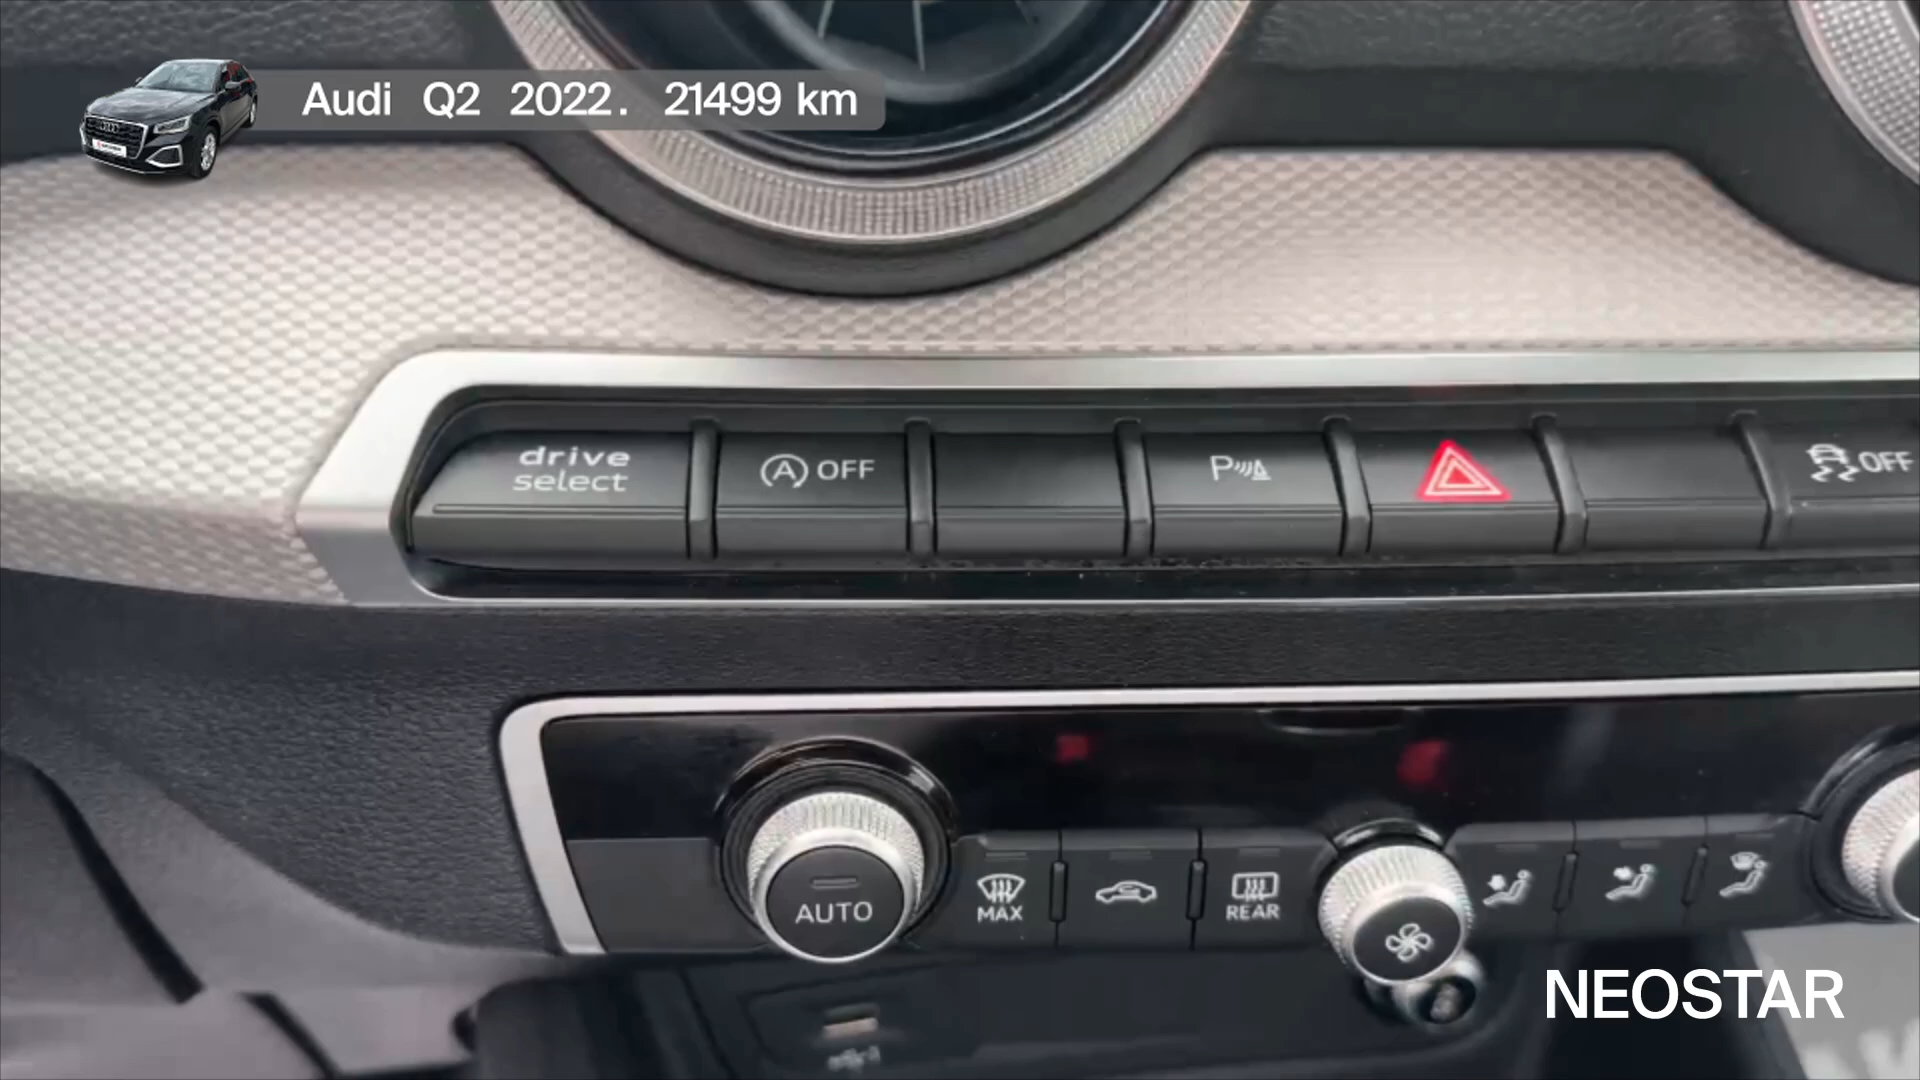 Audi Q2 2022. 21499 km
drive
select
A OFF
P
OFF
AUTO
MAX
REAR
NEOSTAR